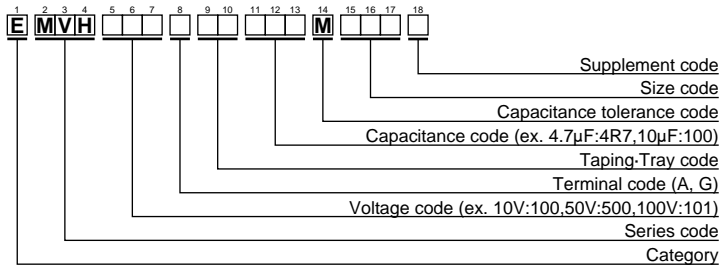 1 2 3 4 5 6 7 8 9 10 11 12 13 14 15 16 17 18
E MVH M
Supplement code
Size code
Capacitance tolerance code
Capacitance code (ex. 4.7µF:4R7,10µF:100)
Taping·Tray code
Terminal code (A, G)
Voltage code (ex. 10V:100,50V:500,100V:101)
Series code
Category